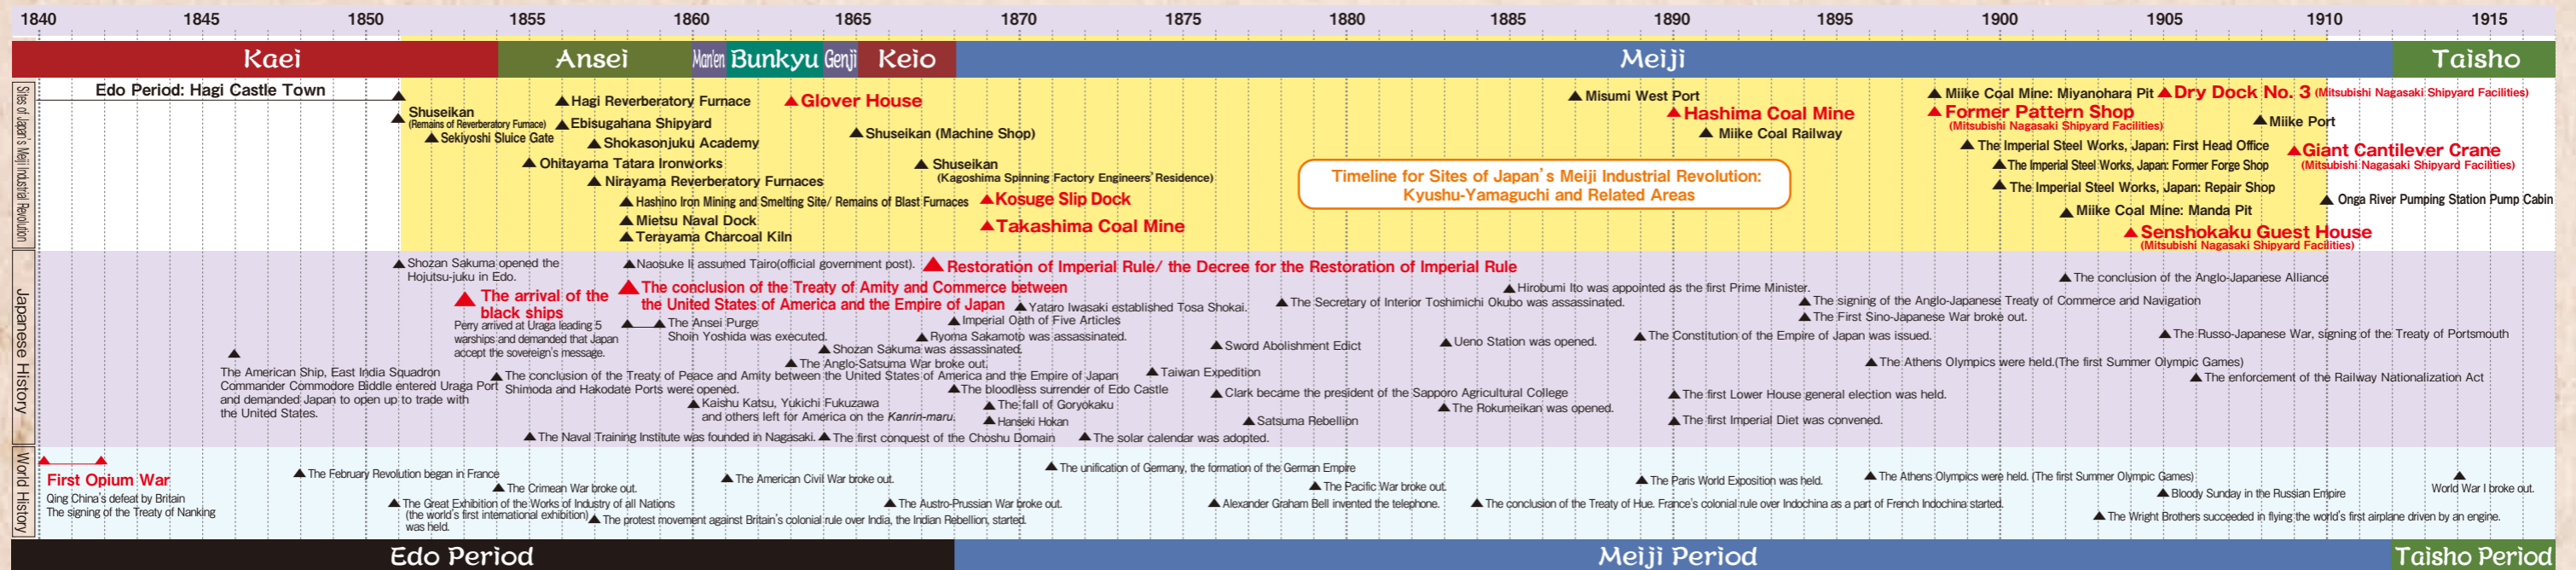 1840 1845 1850 1855 1860 1865 1870 1875 1880 1885 1890 1895 1900 1905 1910 1915
Kaei Ansei Man'en Bunkyu Genji Keio Meiji Taisho
Sites of Japan's Meiji Industrial Revolution
Edo Period: Hagi Castle Town
Shuseikan
(Remains of Reverberatory Furnace)
Sekiyoshi Sluice Gate
Hagi Reverberatory Furnace
Ebisugahana Shipyard
Shokasonjuku Academy
Ohitayama Tatara Ironworks
Nirayama Reverberatory Furnaces
Hashino Iron Mining and Smelting Site/ Remains of Blast Furnaces
Mietsu Naval Dock
Terayama Charcoal Kiln
Glover House
Shuseikan (Machine Shop)
Shuseikan
(Kagoshima Spinning Factory Engineers' Residence)
Kosuge Slip Dock
Takashima Coal Mine
Timeline for Sites of Japan's Meiji Industrial Revolution:
Kyushu-Yamaguchi and Related Areas
Misumi West Port
Hashima Coal Mine
Miike Coal Railway
Miike Coal Mine: Miyanohara Pit
Former Pattern Shop
(Mitsubishi Nagasaki Shipyard Facilities)
The Imperial Steel Works, Japan: First Head Office
The Imperial Steel Works, Japan: Former Forge Shop
The Imperial Steel Works, Japan: Repair Shop
Miike Coal Mine: Manda Pit
Senshokaku Guest House
(Mitsubishi Nagasaki Shipyard Facilities)
Dry Dock No. 3 (Mitsubishi Nagasaki Shipyard Facilities)
Miike Port
Giant Cantilever Crane
(Mitsubishi Nagasaki Shipyard Facilities)
Onga River Pumping Station Pump Cabin
Japanese History
The American Ship, East India Squadron
Commander Commodore Biddle entered Uraga Port
and demanded Japan to open up to trade with
the United States.
Shozan Sakuma opened the
Hojutsu-juku in Edo.
The arrival of the
black ships
Perry arrived at Uraga leading 5
warships and demanded that Japan
accept the sovereign's message.
Naosuke Ii assumed Tairo(official government post).
The conclusion of the Treaty of Amity and Commerce between
the United States of America and the Empire of Japan
The Ansei Purge
Shoin Yoshida was executed.
Shozan Sakuma was assassinated.
The Anglo-Satsuma War broke out.
The conclusion of the Treaty of Peace and Amity between the United States of America and the Empire of Japan
Shimoda and Hakodate Ports were opened.
Kaishu Katsu, Yukichi Fukuzawa
and others left for America on the Kanrin-maru.
The Naval Training Institute was founded in Nagasaki.
The first conquest of the Choshu Domain
Restoration of Imperial Rule/ the Decree for the Restoration of Imperial Rule
Yataro Iwasaki established Tosa Shokai.
Imperial Oath of Five Articles
Ryoma Sakamoto was assassinated.
The bloodless surrender of Edo Castle
The fall of Goryokaku
Hanseki Hokan
The solar calendar was adopted.
Taiwan Expedition
The Secretary of Interior Toshimichi Okubo was assassinated.
Sword Abolishment Edict
Clark became the president of the Sapporo Agricultural College
Satsuma Rebellion
Hirobumi Ito was appointed as the first Prime Minister.
Ueno Station was opened.
The Rokumeikan was opened.
The Constitution of the Empire of Japan was issued.
The first Lower House general election was held.
The first Imperial Diet was convened.
The signing of the Anglo-Japanese Treaty of Commerce and Navigation
The First Sino-Japanese War broke out.
The Athens Olympics were held.(The first Summer Olympic Games)
The conclusion of the Anglo-Japanese Alliance
The Russo-Japanese War, signing of the Treaty of Portsmouth
The enforcement of the Railway Nationalization Act
World History
First Opium War
Qing China's defeat by Britain
The signing of the Treaty of Nanking
The February Revolution began in France
The Crimean War broke out.
The Great Exhibition of the Works of Industry of all Nations
(the world's first international exhibition)
was held.
The protest movement against Britain's colonial rule over India, the Indian Rebellion, started.
The American Civil War broke out.
The Austro-Prussian War broke out.
The unification of Germany, the formation of the German Empire
Alexander Graham Bell invented the telephone.
The Pacific War broke out.
The conclusion of the Treaty of Hue. France's colonial rule over Indochina as a part of French Indochina started.
The Paris World Exposition was held.
The Athens Olympics were held. (The first Summer Olympic Games)
Bloody Sunday in the Russian Empire
The Wright Brothers succeeded in flying the world's first airplane driven by an engine.
World War I broke out.
Edo Period Meiji Period Taisho Period